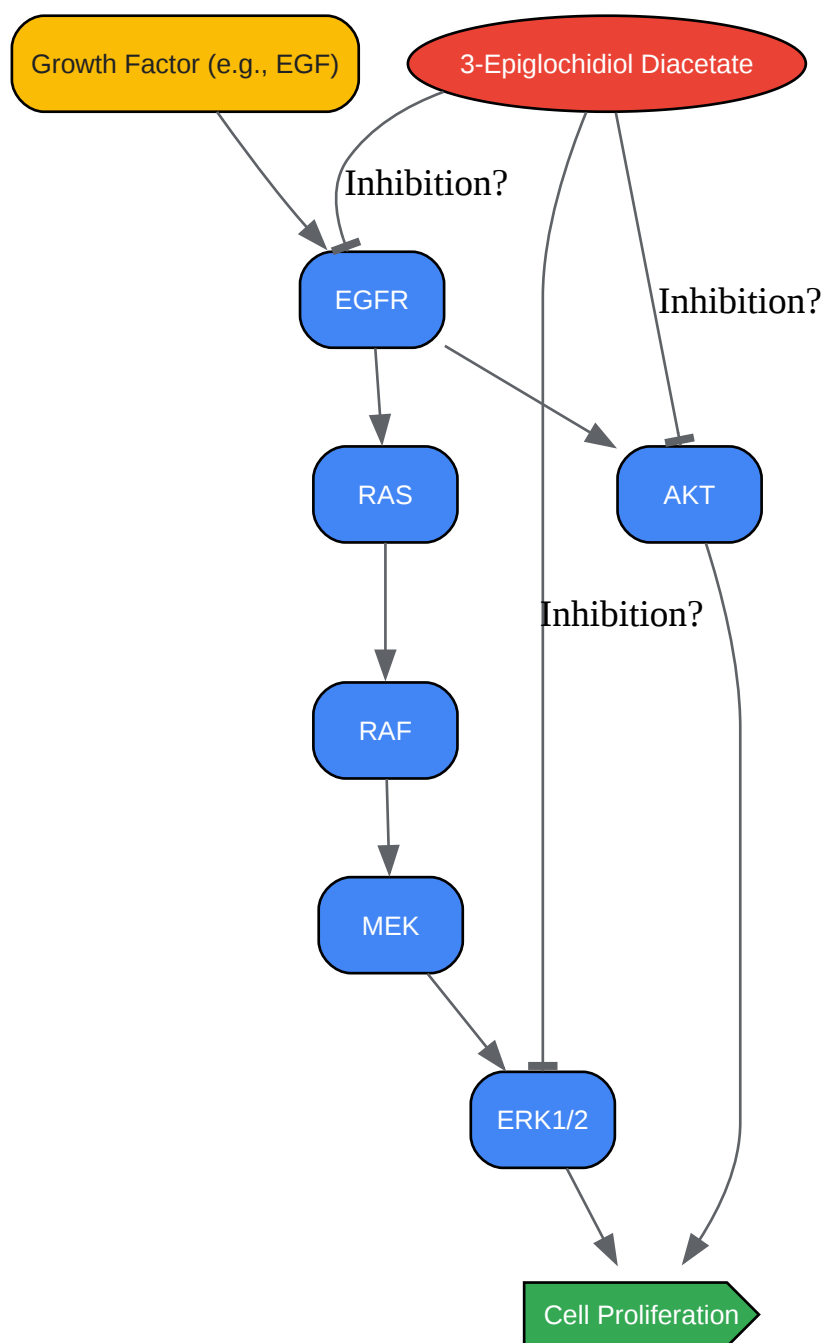 Growth Factor (e.g., EGF)
3-Epiglochidiol Diacetate
Inhibition?
EGFR
Inhibition?
RAS
AKT
Inhibition?
RAF
MEK
ERK1/2
Cell Proliferation